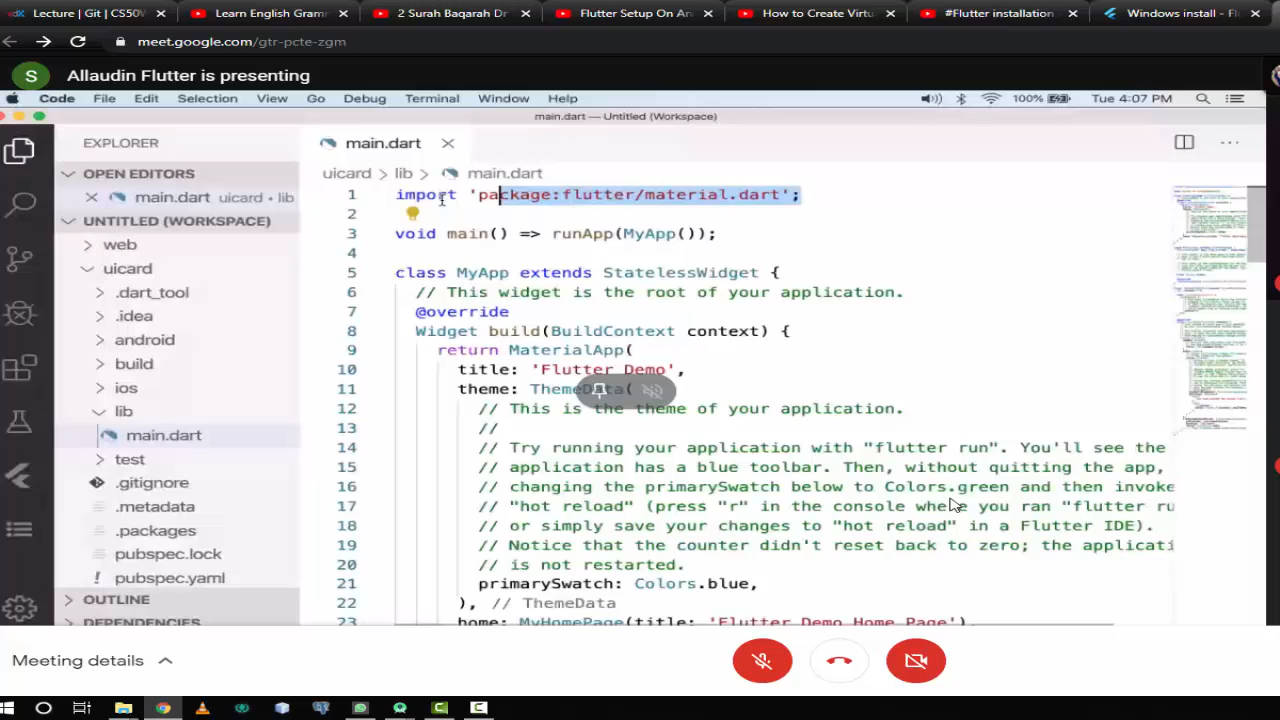 Lecture | Git | CS50W
Learn English Gram
2 Surah Baqarah Dr
Flutter Setup On An
How to Create Virtu
#Flutter installation
Windows install - Fl
meet.google.com/gtr-pcte-zgm
S
Allaudin Flutter is presenting
Code File Edit Selection View Go Debug Terminal Window Help
100% Tue 4:07 PM
main.dart — Untitled (Workspace)
EXPLORER
OPEN EDITORS
main.dart uicard • lib
UNTITLED (WORKSPACE)
web
uicard
.dart_tool
.idea
android
build
ios
lib
main.dart
test
.gitignore
.metadata
.packages
pubspec.lock
! pubspec.yaml
OUTLINE
DEPENDENCIES
main.dart
uicard > lib > main.dart
1 import 'package:flutter/material.dart';
2
3 void main() => runApp(MyApp());
4
5 class MyApp extends StatelessWidget {
6 // This widget is the root of your application.
7 @override
8 Widget build(BuildContext context) {
9 return MaterialApp(
10 title: 'Flutter Demo',
11 theme: ThemeData(
12 // This is the theme of your application.
13 //
14 // Try running your application with "flutter run". You'll see the
15 // application has a blue toolbar. Then, without quitting the app,
16 // changing the primarySwatch below to Colors.green and then invoke
17 // "hot reload" (press "r" in the console where you ran "flutter ru
18 // or simply save your changes to "hot reload" in a Flutter IDE).
19 // Notice that the counter didn't reset back to zero; the applicati
20 // is not restarted.
21 primarySwatch: Colors.blue,
22 ), // ThemeData
23 home: MyHomePage(title: 'Flutter Demo Home Page'),
Meeting details